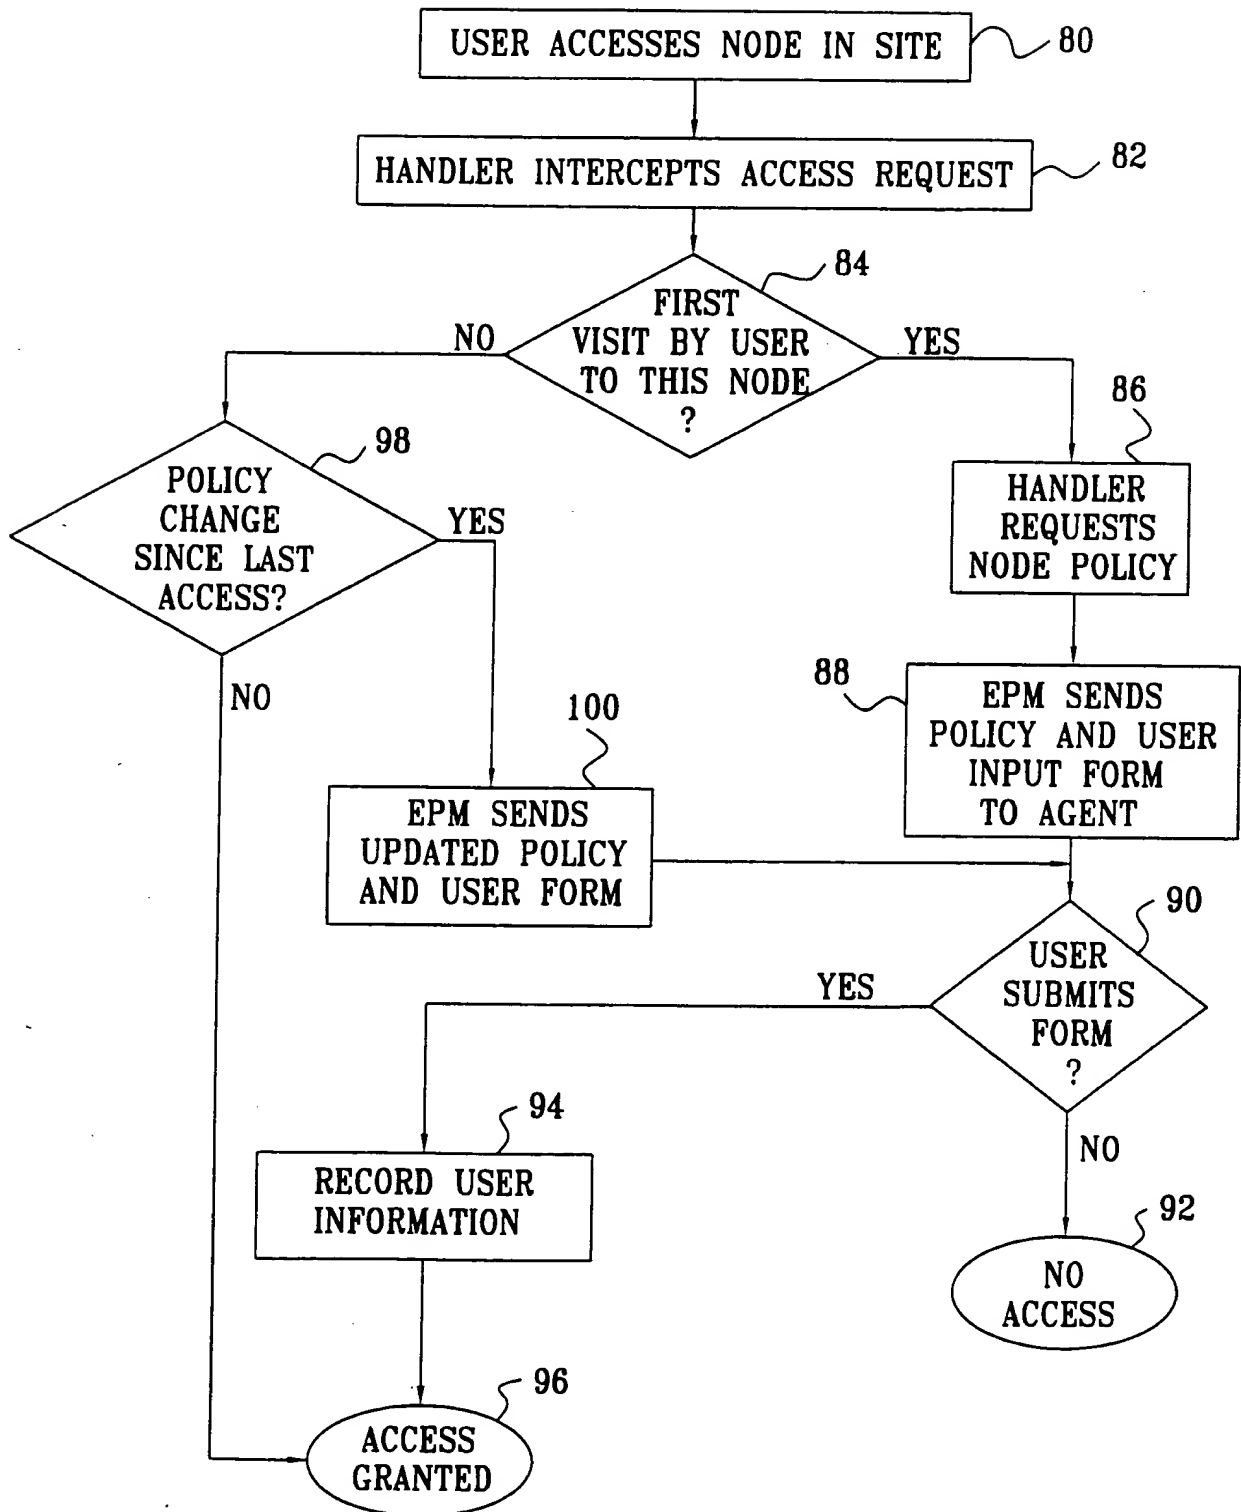 USER ACCESSES NODE IN SITE
80
HANDLER INTERCEPTS ACCESS REQUEST
82
84
FIRST
VISIT BY USER
TO THIS NODE
?
NO
YES
86
HANDLER
REQUESTS
NODE POLICY
98
POLICY
CHANGE
SINCE LAST
ACCESS?
YES
NO
88
EPM SENDS
POLICY AND USER
INPUT FORM
TO AGENT
100
EPM SENDS
UPDATED POLICY
AND USER FORM
90
USER
SUBMITS
FORM
?
YES
NO
94
RECORD USER
INFORMATION
92
NO
ACCESS
96
ACCESS
GRANTED